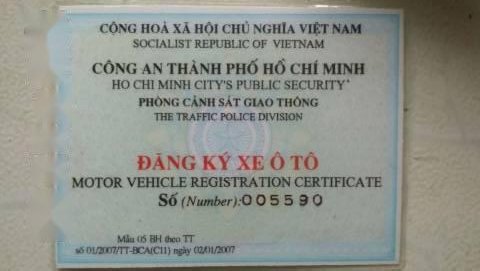 CỘNG HOÀ XÃ HỘI CHỦ NGHĨA VIỆT NAM
SOCIALIST REPUBLIC OF VIETNAM
CÔNG AN THÀNH PHỐ HỒ CHÍ MINH
HO CHI MINH CITY'S PUBLIC SECURITY
PHÒNG CẢNH SÁT GIAO THÔNG
THE TRAFFIC POLICE DIVISION
ĐĂNG KÝ XE Ô TÔ
MOTOR VEHICLE REGISTRATION CERTIFICATE
Số (Number):005590
Mẫu 05 BH theo TT
số 01/2007/TT-BCA(C11) ngày 02/01/2007